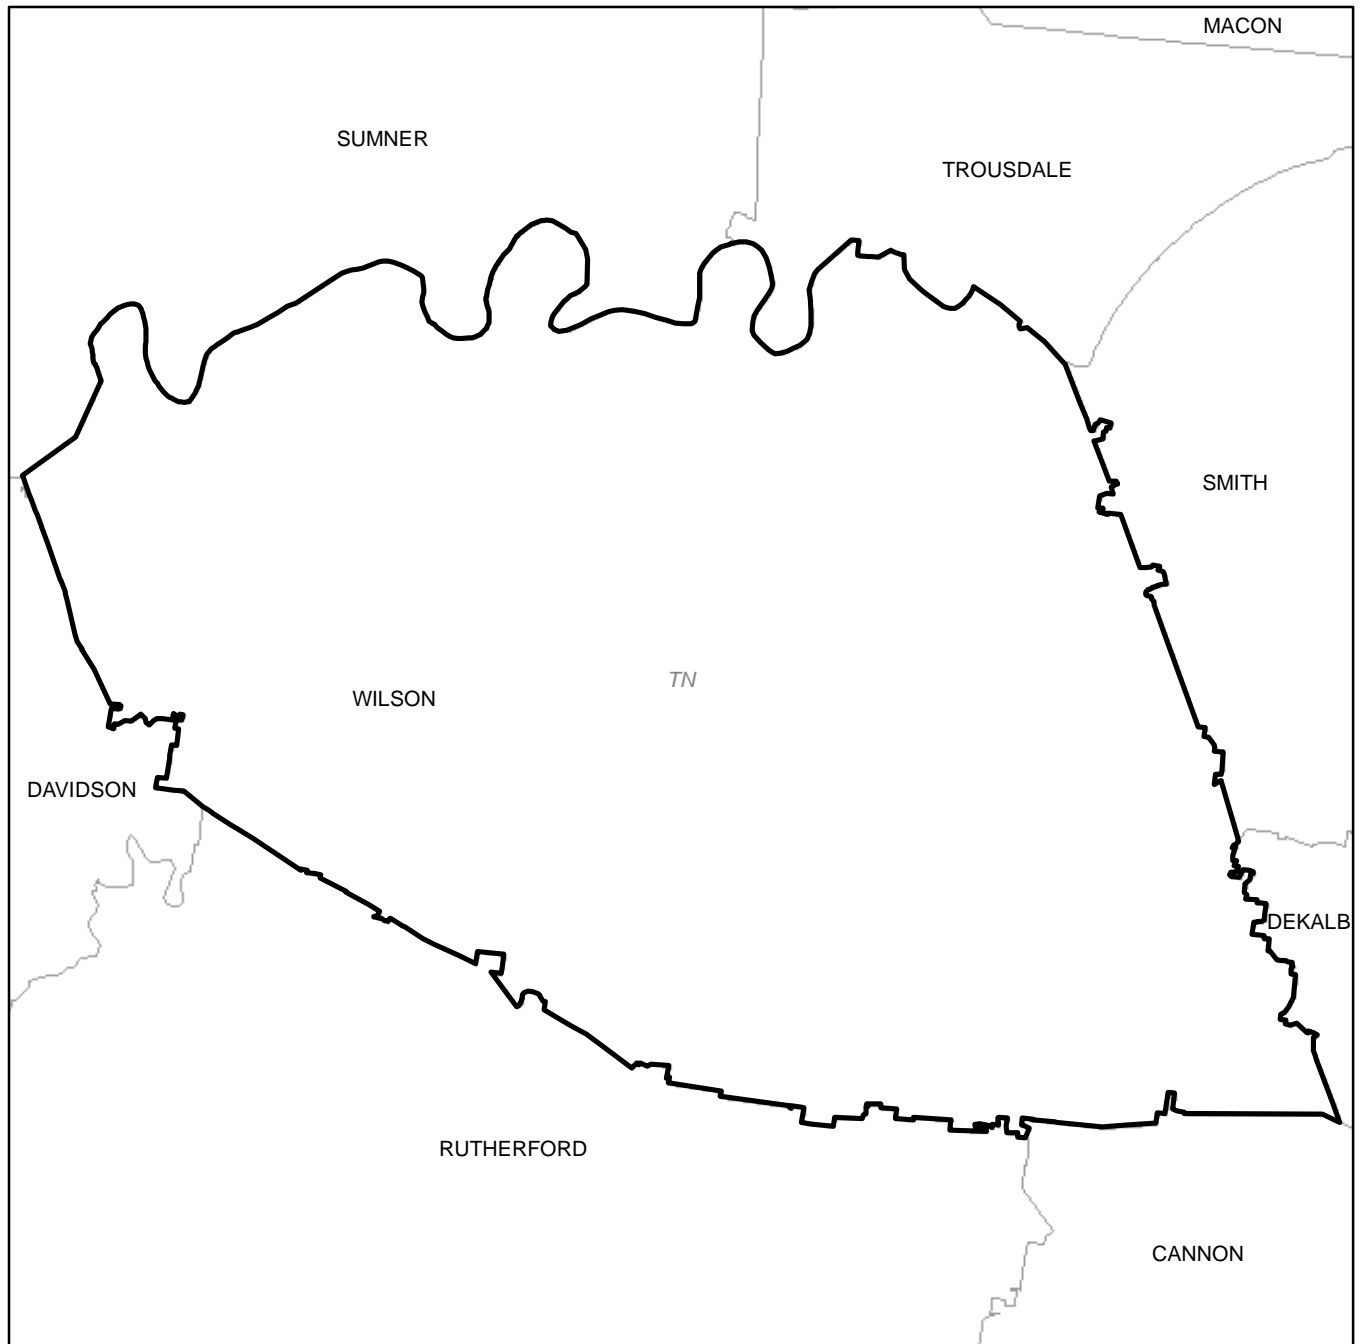 MACON
SUMNER
TROUSDALE
SMITH
TN
WILSON
DAVIDSON
DEKALB
RUTHERFORD
CANNON